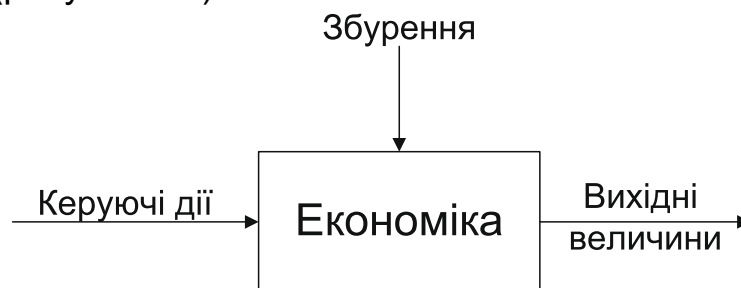 Збурення
Керуючі дії
Економіка
Вихідні
величини